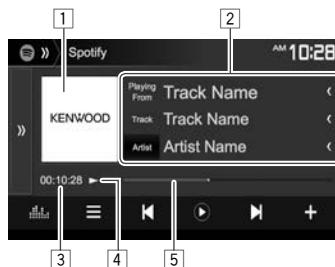 1 2
Spotify AM 10:28
KENWOOD
Playing From Track Name
Track Track Name
Artist Artist Name
00:10:28
3 4 5